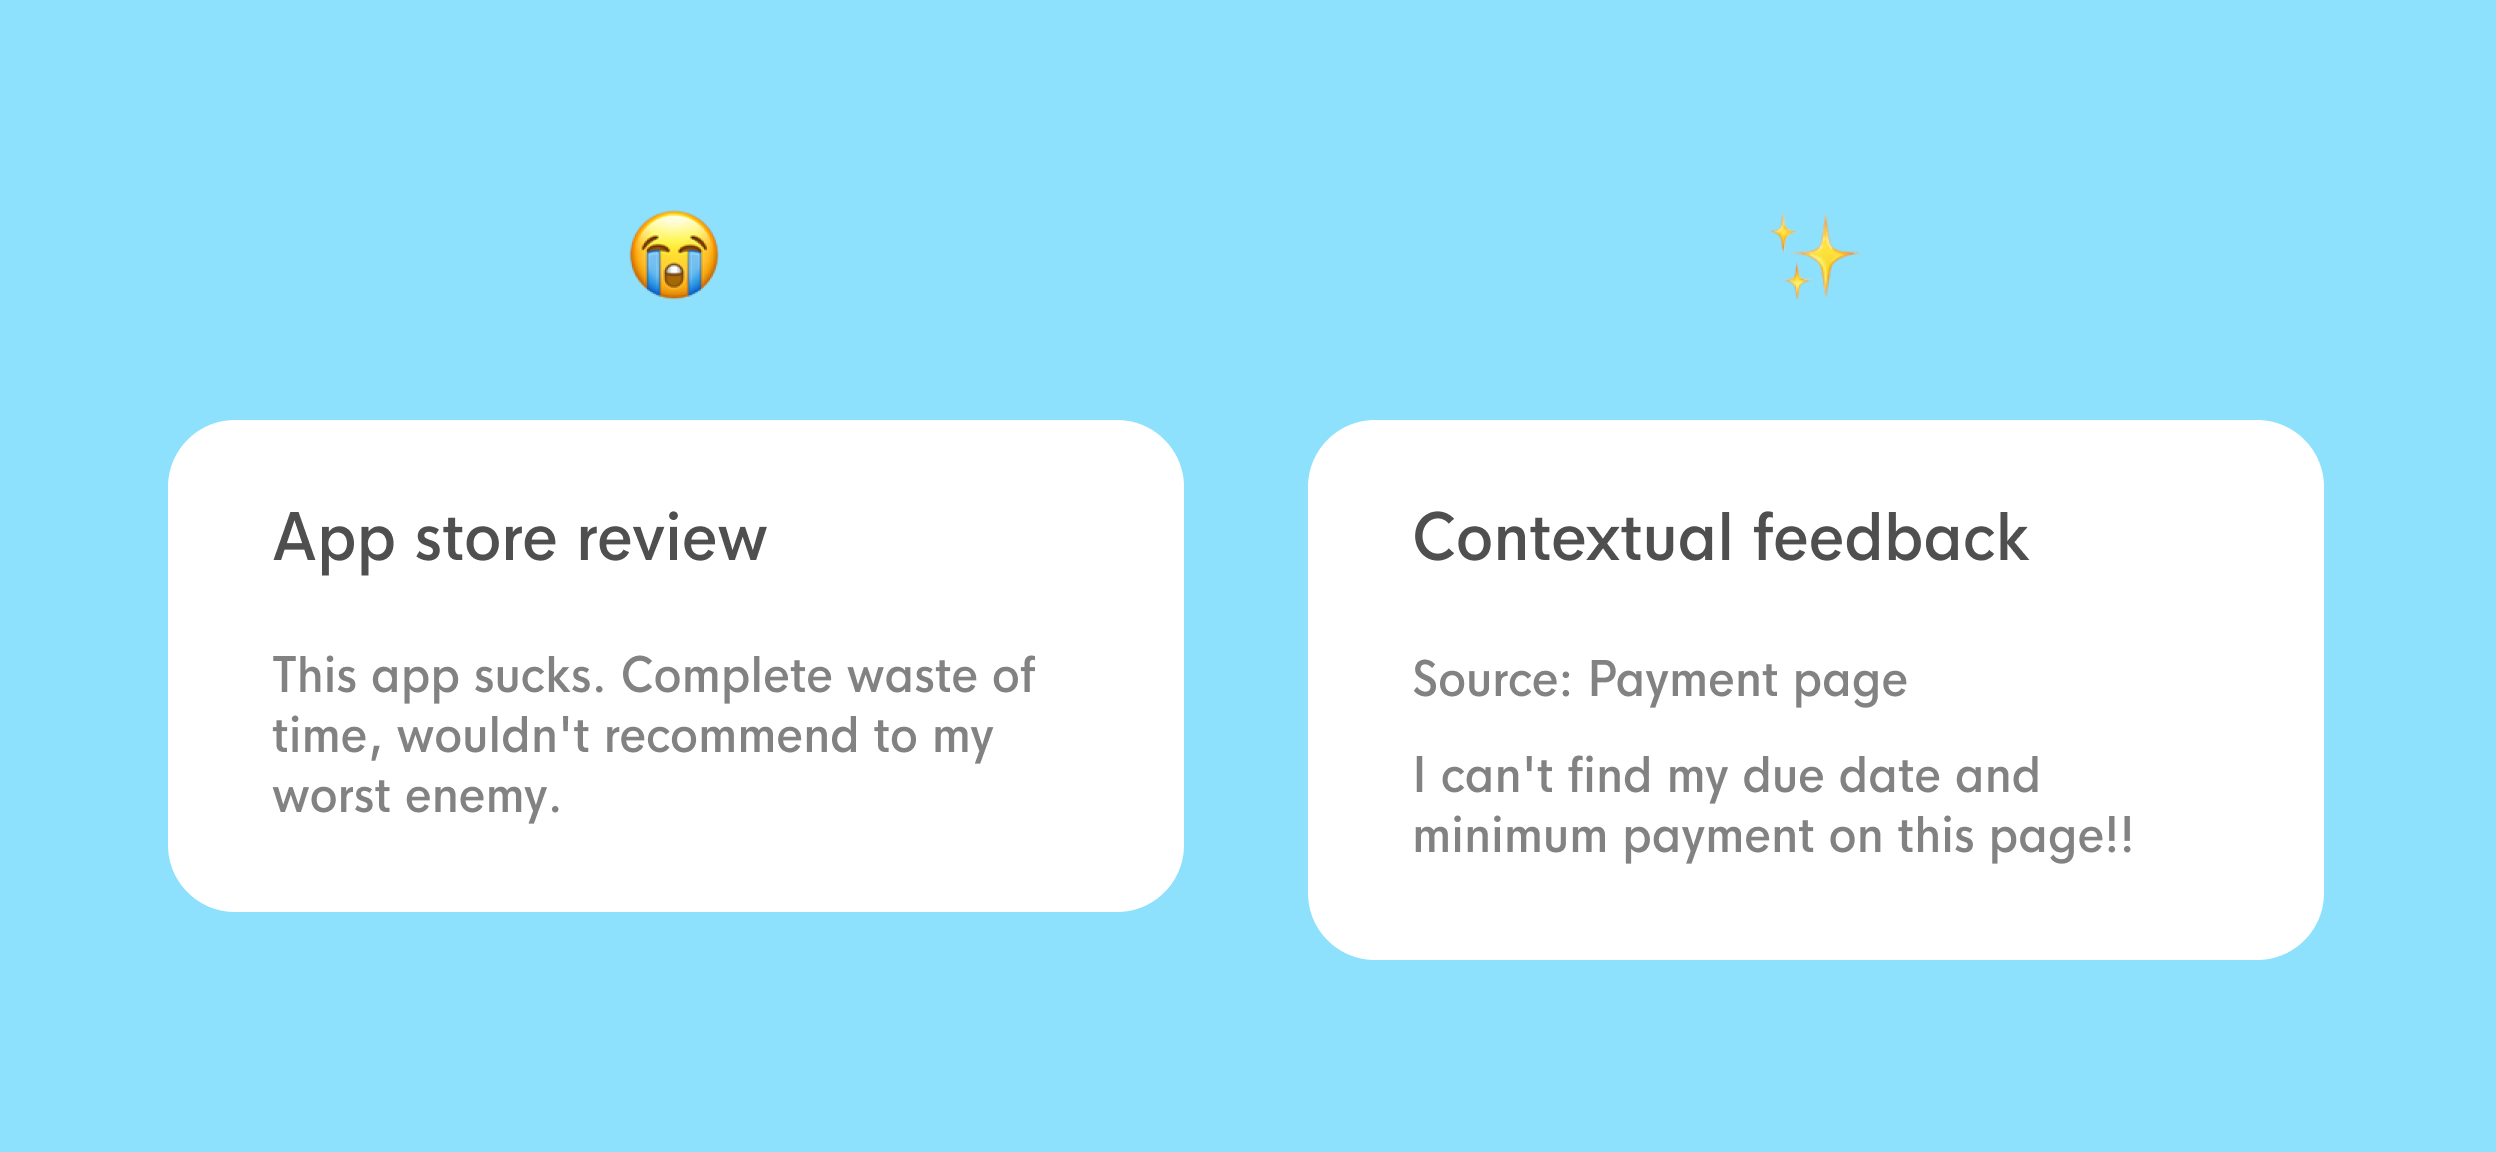 App store review
This app sucks. Complete waste of
time, wouldn't recommend to my
worst enemy.
Contextual feedback
Source: Payment page
I can't find my due date and
minimum payment on this page!!